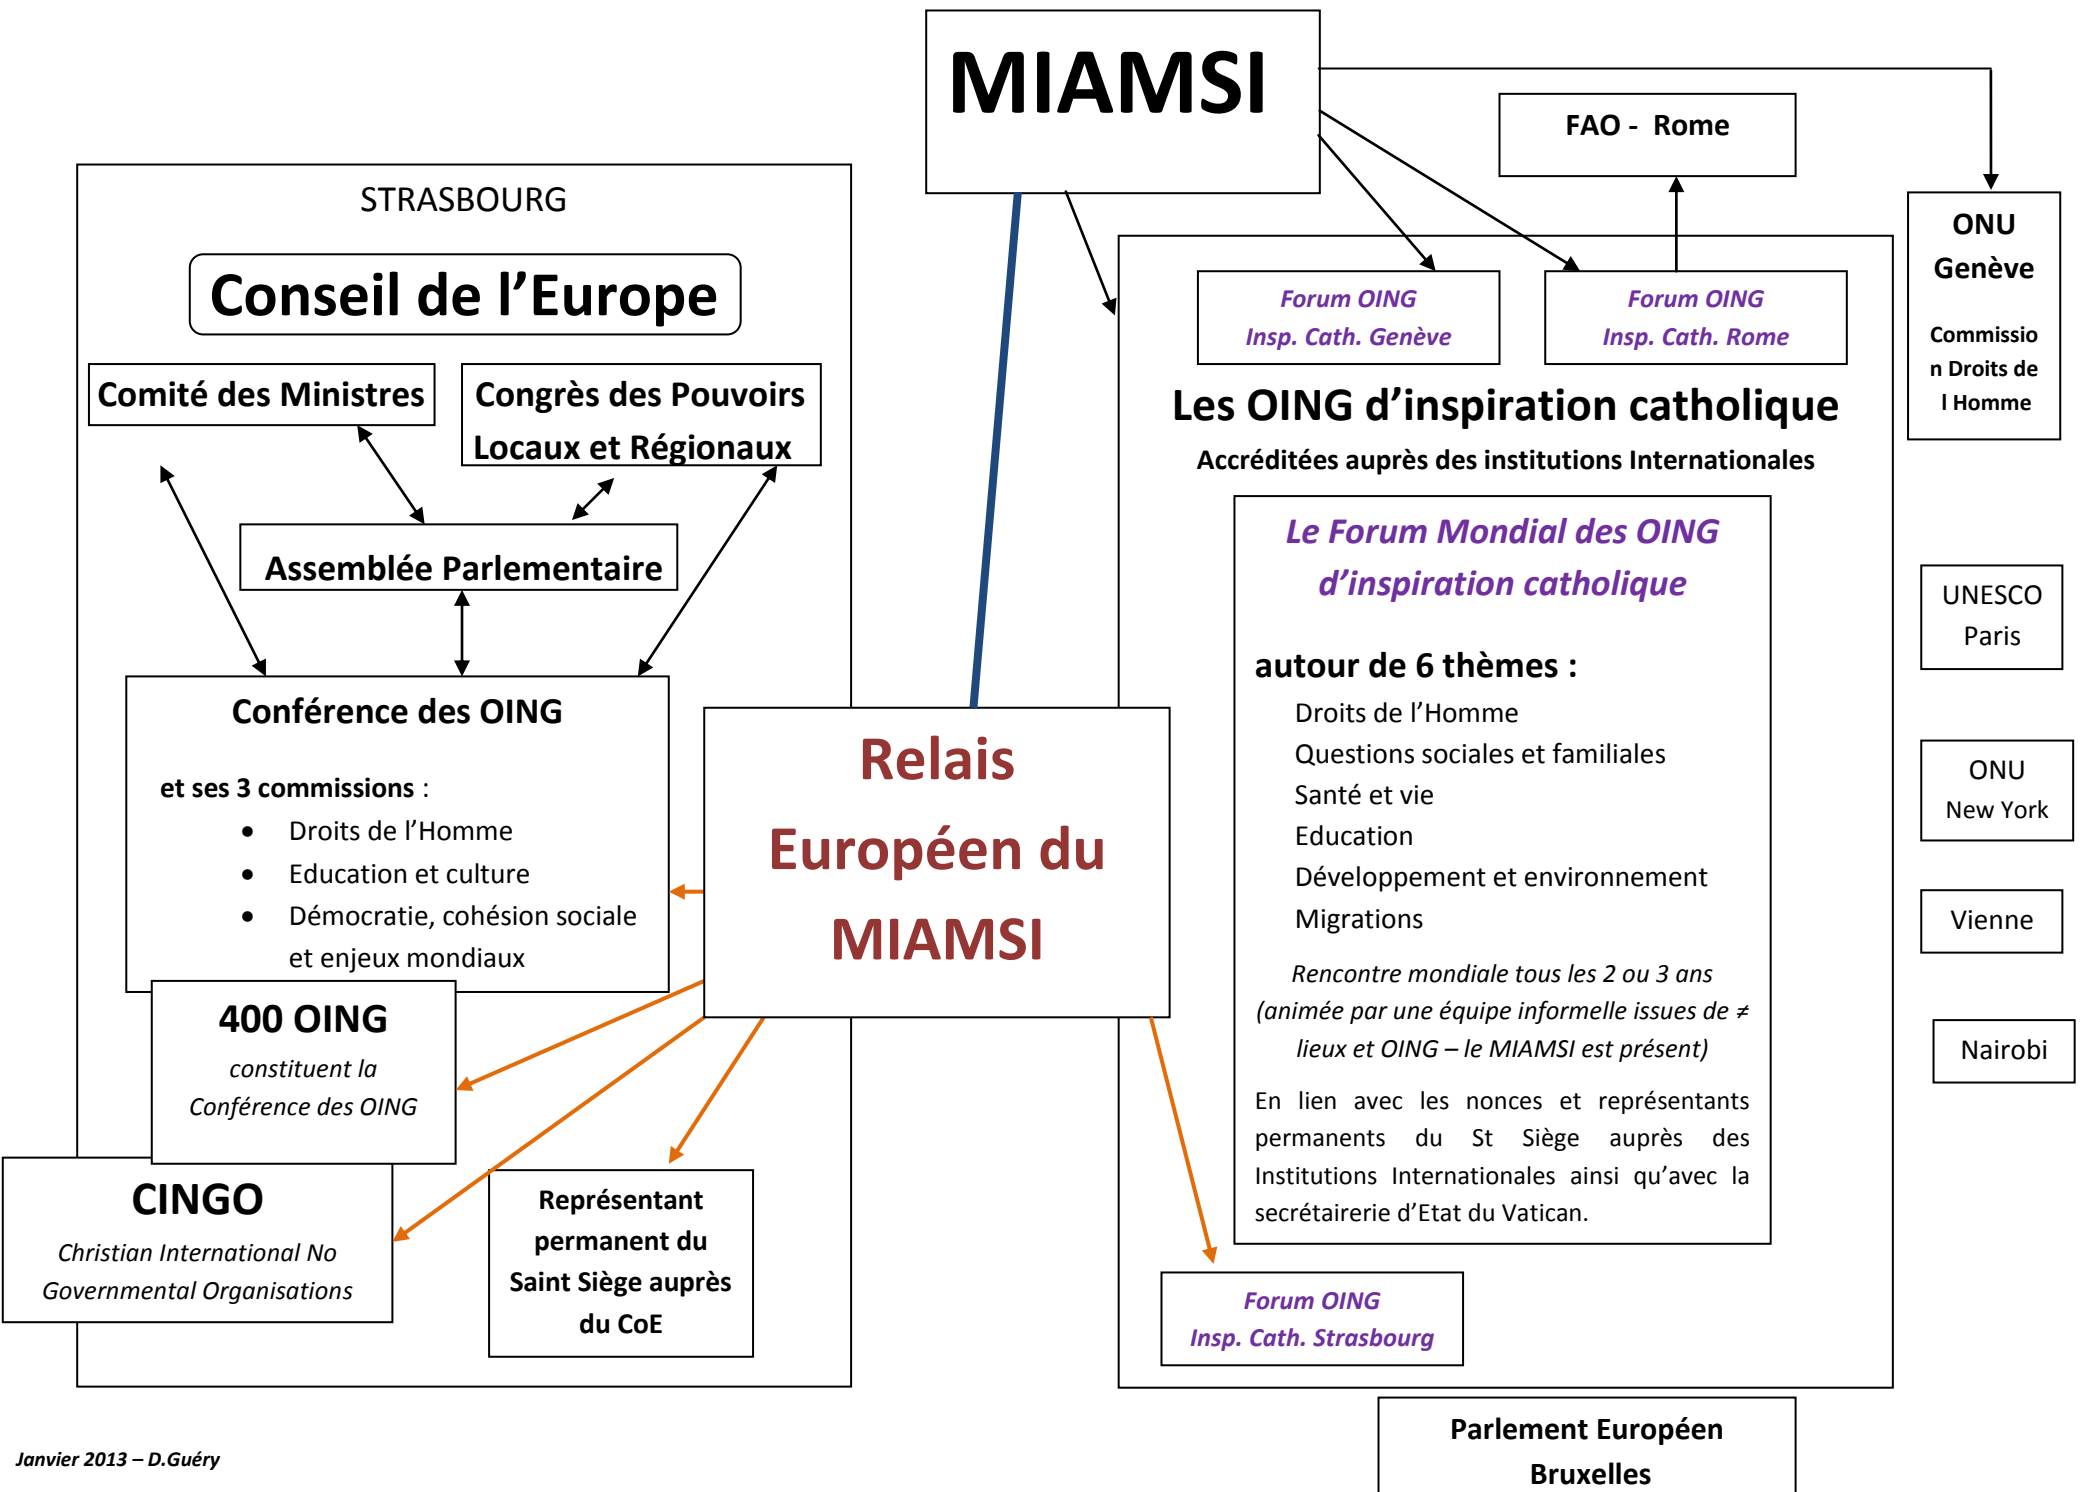 MIAMSI
FAO -  Rome
STRASBOURG
Conseil de l’Europe
Comité des Ministres
Congrès des Pouvoirs
Locaux et Régionaux
Assemblée Parlementaire
Conférence des OING
et ses 3 commissions :
• Droits de l’Homme
• Education et culture
• Démocratie, cohésion sociale
et enjeux mondiaux
400 OING
constituent la
Conférence des OING
CINGO
Christian International No
Governmental Organisations
Représentant
permanent du
Saint Siège auprès
du CoE
Relais
Européen du
MIAMSI
Forum OING
Insp. Cath. Genève
Forum OING
Insp. Cath. Rome
Les OING d’inspiration catholique
Accréditées auprès des institutions Internationales
Le Forum Mondial des OING
d’inspiration catholique
autour de 6 thèmes :
Droits de l’Homme
Questions sociales et familiales
Santé et vie
Education
Développement et environnement
Migrations
Rencontre mondiale tous les 2 ou 3 ans
(animée par une équipe informelle issues de ≠
lieux et OING – le MIAMSI est présent)
En lien avec les nonces et représentants
permanents du St Siège auprès des
Institutions Internationales ainsi qu’avec la
secrétairerie d’Etat du Vatican.
Forum OING
Insp. Cath. Strasbourg
ONU
Genève
Commissio
n Droits de
l Homme
UNESCO
Paris
ONU
New York
Vienne
Nairobi
Parlement Européen
Bruxelles
Janvier 2013 – D.Guéry